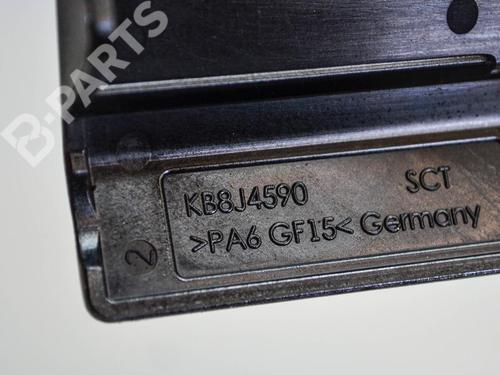 B-PARTS
KB8J4590 SCT
>PA6 GF15< Germany
2